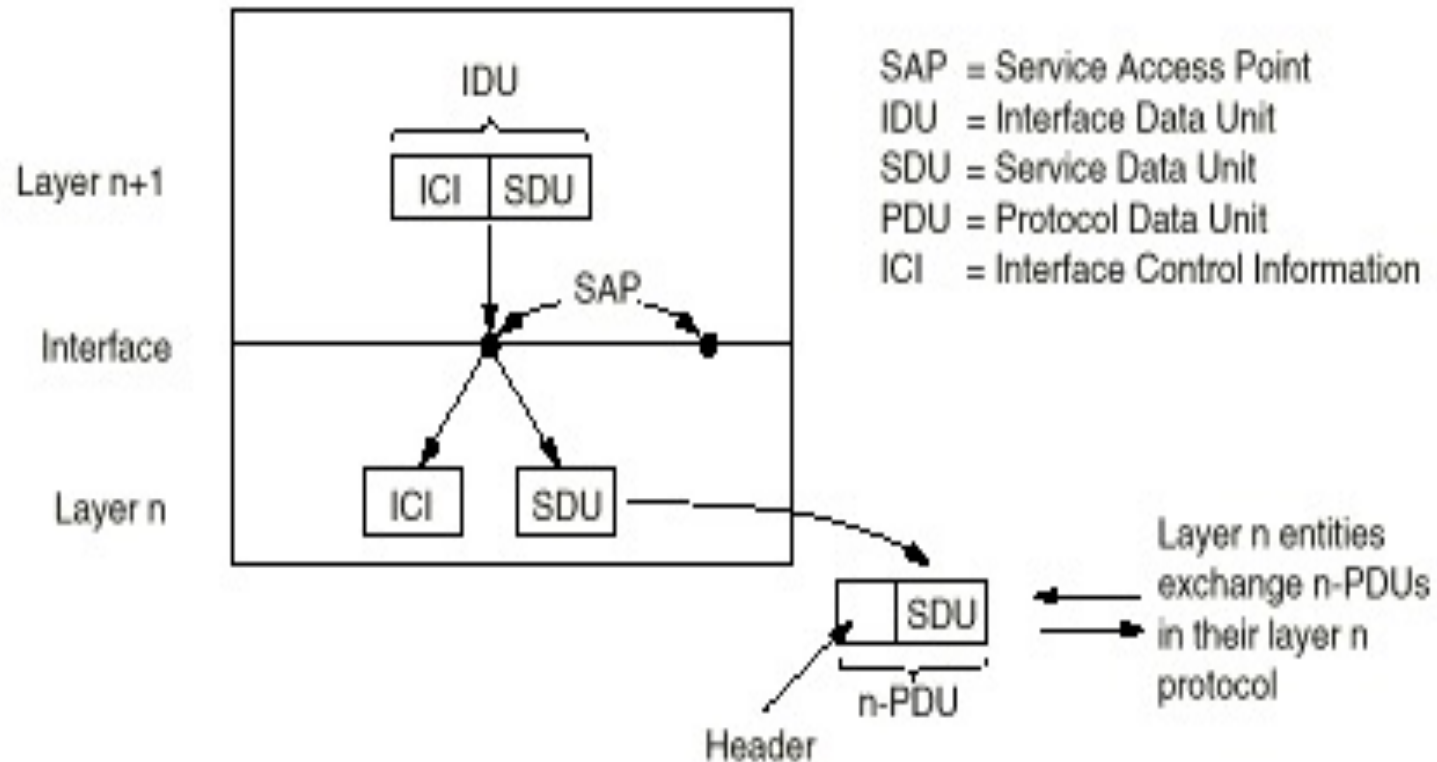 IDU
SAP = Service Access Point
IDU = Interface Data Unit
SDU = Service Data Unit
PDU = Protocol Data Unit
ICI = Interface Control Information
Layer n+1
ICI SDU
SAP
Interface
Layer n
ICI
SDU
Layer n entities
exchange n-PDUs
in their layer n
protocol
SDU
n-PDU
Header